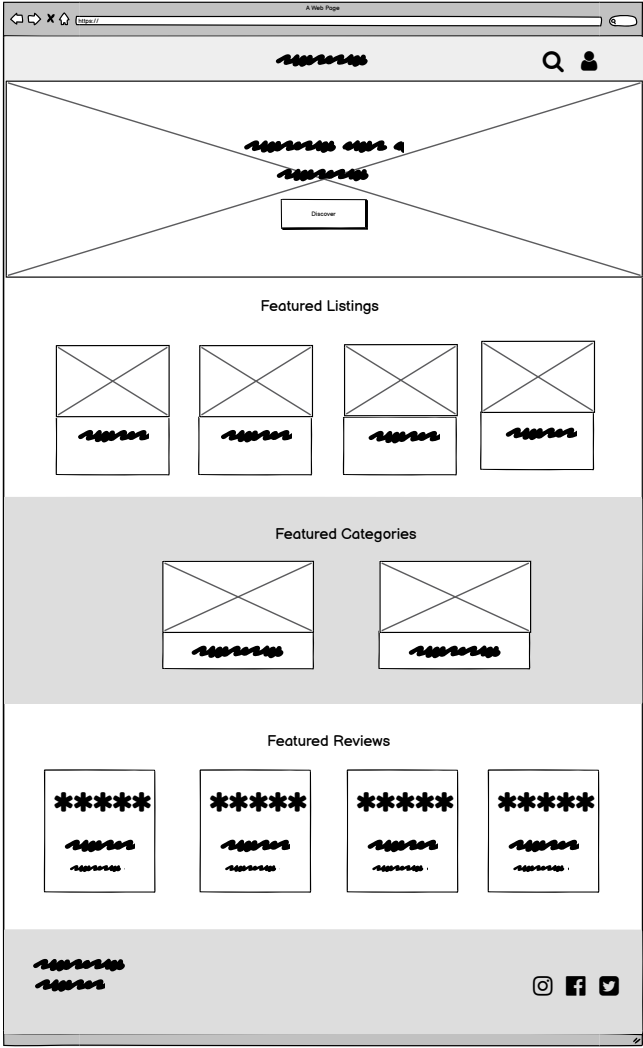 A Web Page
https://
Discover
Featured Listings
Featured Categories
Featured Reviews